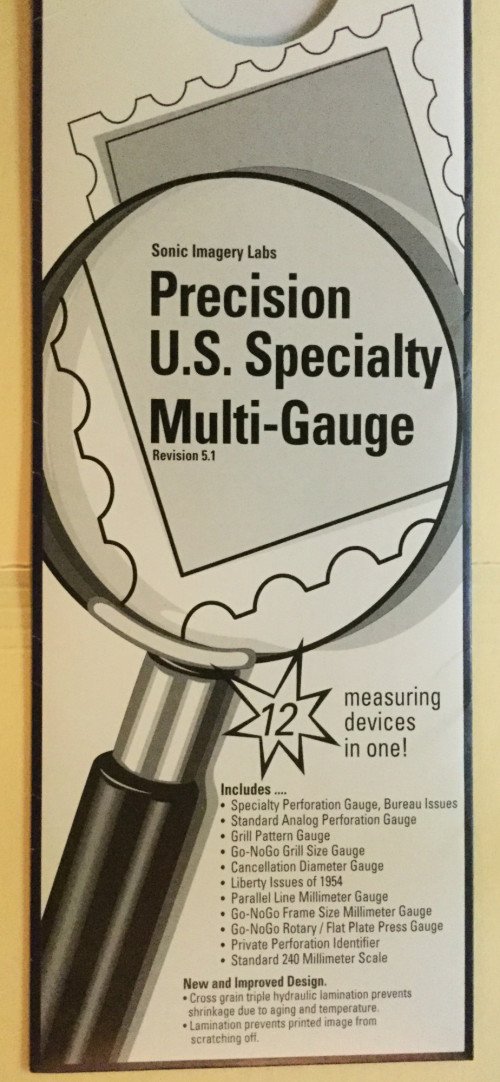 Sonic Imagery Labs
Precision
U.S. Specialty
Multi-Gauge
Revision 5.1
12
measuring
devices
in one!
Includes ....
• Specialty Perforation Gauge, Bureau Issues
• Standard Analog Perforation Gauge
• Grill Pattern Gauge
• Go-NoGo Grill Size Gauge
• Cancellation Diameter Gauge
• Liberty Issues of 1954
• Parallel Line Millimeter Gauge
• Go-NoGo Frame Size Millimeter Gauge
• Go-NoGo Rotary / Flat Plate Press Gauge
• Private Perforation Identifier
• Standard 240 Millimeter Scale
New and Improved Design.
• Cross grain triple hydraulic lamination prevents
shrinkage due to aging and temperature.
• Lamination prevents printed image from
scratching off.